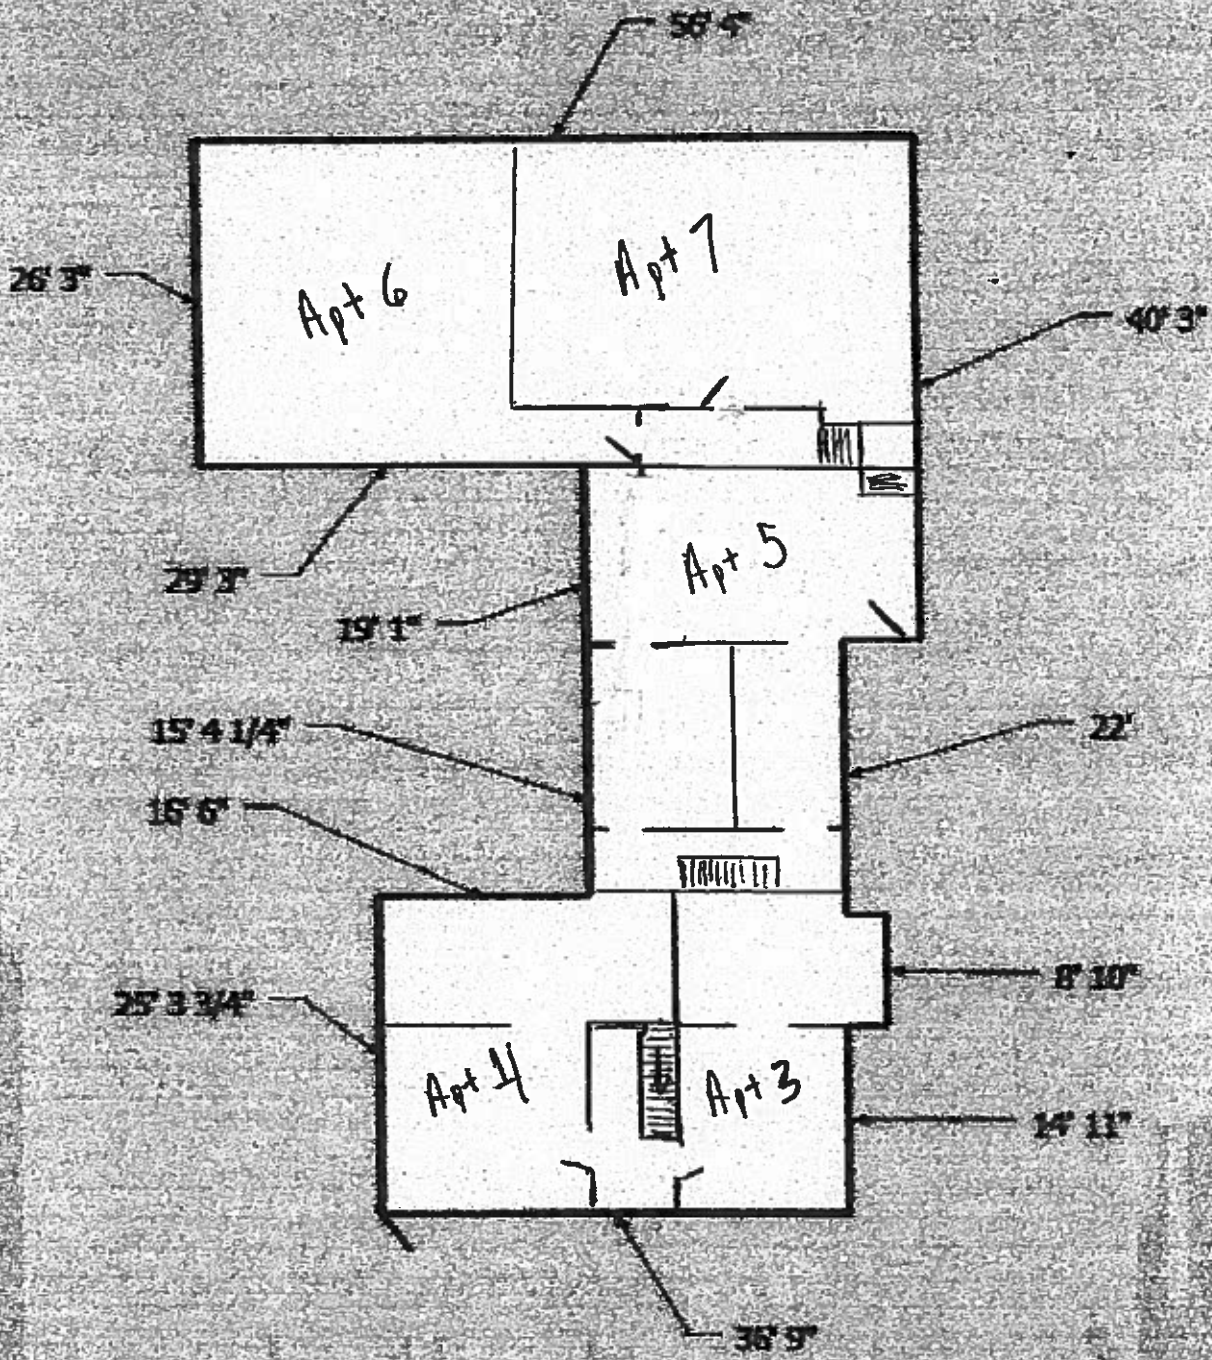 56' 4"
Apt 7
Apt 6
26' 3"
40' 3"
Apt 5
29' 3"
19' 1"
15' 4 1/4"
22'
16' 6"
8' 10"
25' 3 3/4"
Apt 4
Apt 3
14' 11"
36' 9"